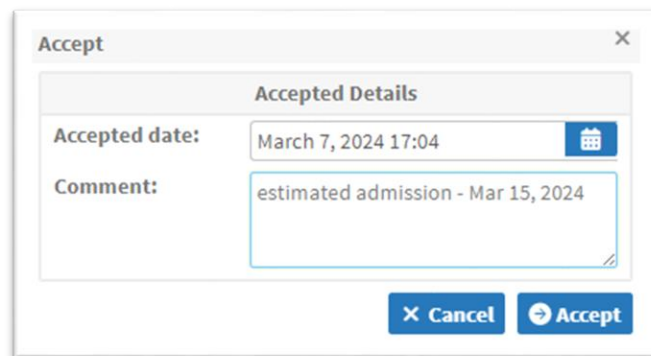 Accept
Accepted Details
Accepted date: March 7, 2024 17:04
Comment: estimated admission - Mar 15, 2024
Cancel Accept